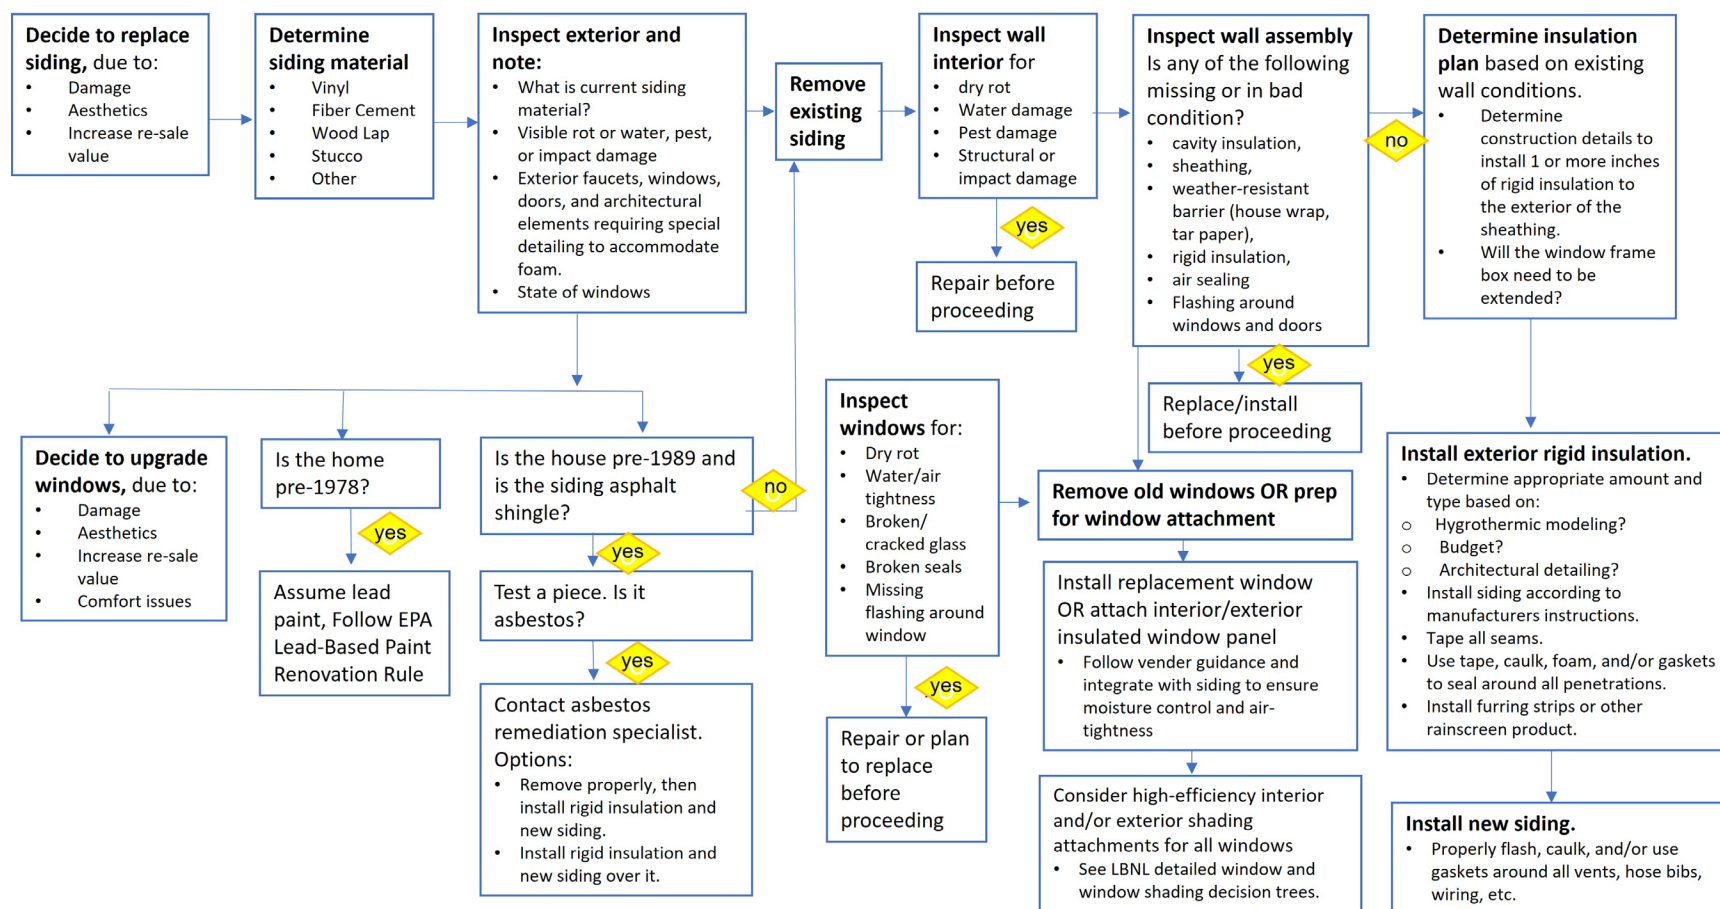 Decide to replace
siding, due to:
• Damage
• Aesthetics
• Increase re-sale
value
Determine
siding material
• Vinyl
• Fiber Cement
• Wood Lap
• Stucco
• Other
Inspect exterior and
note:
• What is current siding
material?
• Visible rot or water, pest,
or impact damage
• Exterior faucets, windows,
doors, and architectural
elements requiring special
detailing to accommodate
foam.
• State of windows
Remove
existing
siding
Inspect wall
interior for
• dry rot
• Water damage
• Pest damage
• Structural or
impact damage
yes
Repair before
proceeding
Inspect wall assembly
Is any of the following
missing or in bad
condition?
• cavity insulation,
• sheathing,
• weather-resistant
barrier (house wrap,
tar paper),
• rigid insulation,
• air sealing
• Flashing around
windows and doors
no
yes
Replace/install
before proceeding
Determine insulation
plan based on existing
wall conditions.
• Determine
construction details to
install 1 or more inches
of rigid insulation to
the exterior of the
sheathing.
• Will the window frame
box need to be
extended?
Decide to upgrade
windows, due to:
• Damage
• Aesthetics
• Increase re-sale
value
• Comfort issues
Is the home
pre-1978?
yes
Assume lead
paint, Follow EPA
Lead-Based Paint
Renovation Rule
Is the house pre-1989 and
is the siding asphalt
shingle?
no
yes
Test a piece. Is it
asbestos?
yes
Contact asbestos
remediation specialist.
Options:
• Remove properly, then
install rigid insulation and
new siding.
• Install rigid insulation and
new siding over it.
Inspect
windows for:
• Dry rot
• Water/air
tightness
• Broken/
cracked glass
• Broken seals
• Missing
flashing around
window
yes
Repair or plan
to replace
before
proceeding
Remove old windows OR prep
for window attachment
Install replacement window
OR attach interior/exterior
insulated window panel
• Follow vender guidance and
integrate with siding to ensure
moisture control and air-
tightness
Consider high-efficiency interior
and/or exterior shading
attachments for all windows
• See LBNL detailed window and
window shading decision trees.
Install exterior rigid insulation.
• Determine appropriate amount and
type based on:
o Hygrothermic modeling?
o Budget?
o Architectural detailing?
• Install siding according to
manufacturers instructions.
• Tape all seams.
• Use tape, caulk, foam, and/or gaskets
to seal around all penetrations.
• Install furring strips or other
rainscreen product.
Install new siding.
• Properly flash, caulk, and/or use
gaskets around all vents, hose bibs,
wiring, etc.